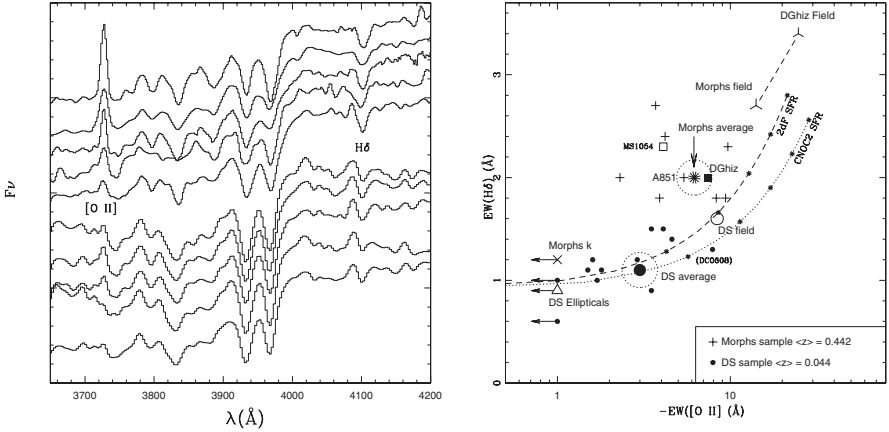 Fν
[O II]
Hδ
3700 3800 3900 4000 4100 4200
λ(Å)
EW(Hδ) (Å)
3
2
1
0
DGhiz Field
Morphs field
2dF SFR
CNOC2 SFR
Morphs average
MS1054
A851
DGhiz
DS field
Morphs k
(DC0608)
DS average
DS Ellipticals
+ Morphs sample <z> = 0.442
• DS sample <z> = 0.044
1 10
−EW([O II] (Å)